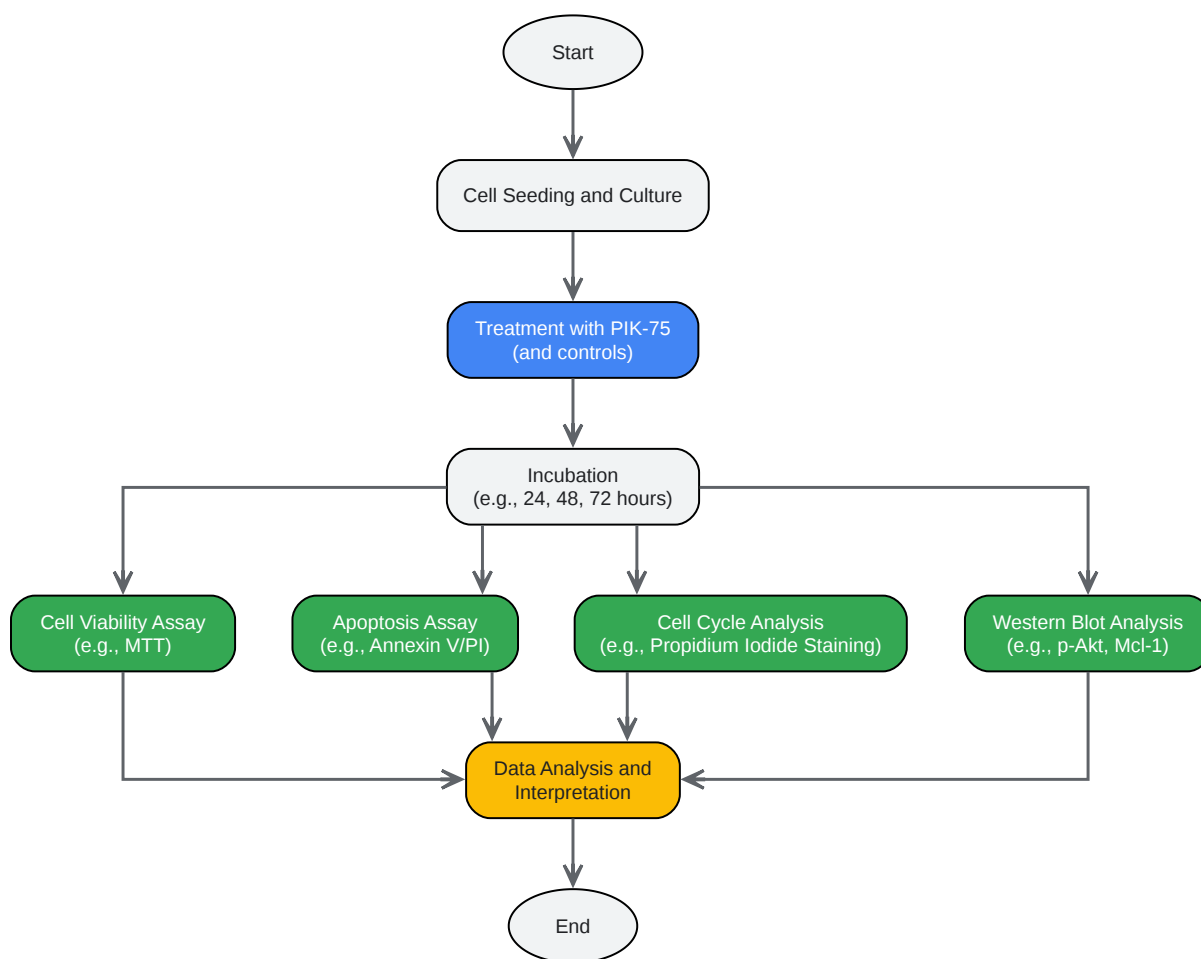 Start
Cell Seeding and Culture
Treatment with PIK-75
(and controls)
Incubation
(e.g., 24, 48, 72 hours)
Cell Viability Assay
(e.g., MTT)
Apoptosis Assay
(e.g., Annexin V/PI)
Cell Cycle Analysis
(e.g., Propidium Iodide Staining)
Western Blot Analysis
(e.g., p-Akt, Mcl-1)
Data Analysis and
Interpretation
End